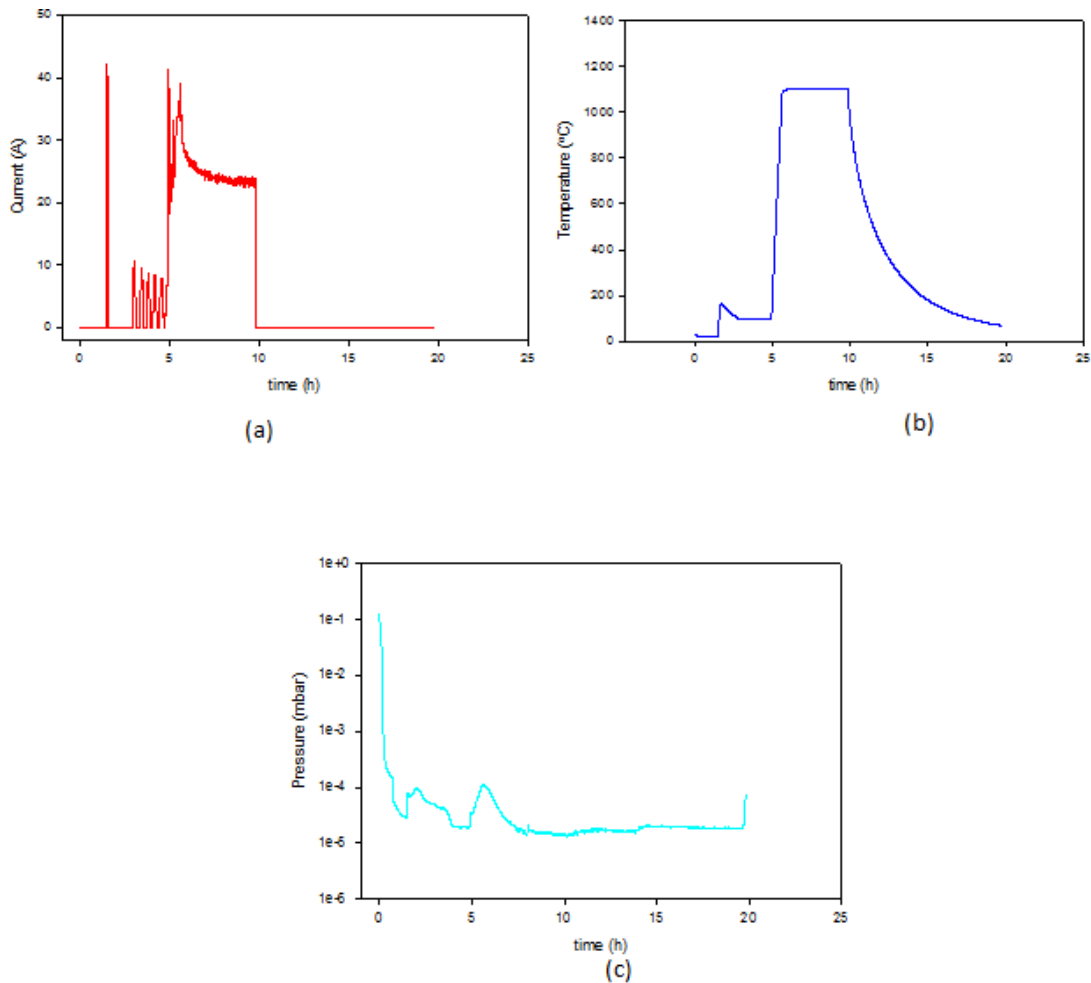 50
40
30
20
10
0
Current (A)
0 5 10 15 20 25
time (h)
(a)
1400
1200
1000
800
600
400
200
0
Temperature (ºC)
0 5 10 15 20 25
time (h)
(b)
1e+0
1e-1
1e-2
1e-3
1e-4
1e-5
1e-6
Pressure (mbar)
0 5 10 15 20 25
time (h)
(c)